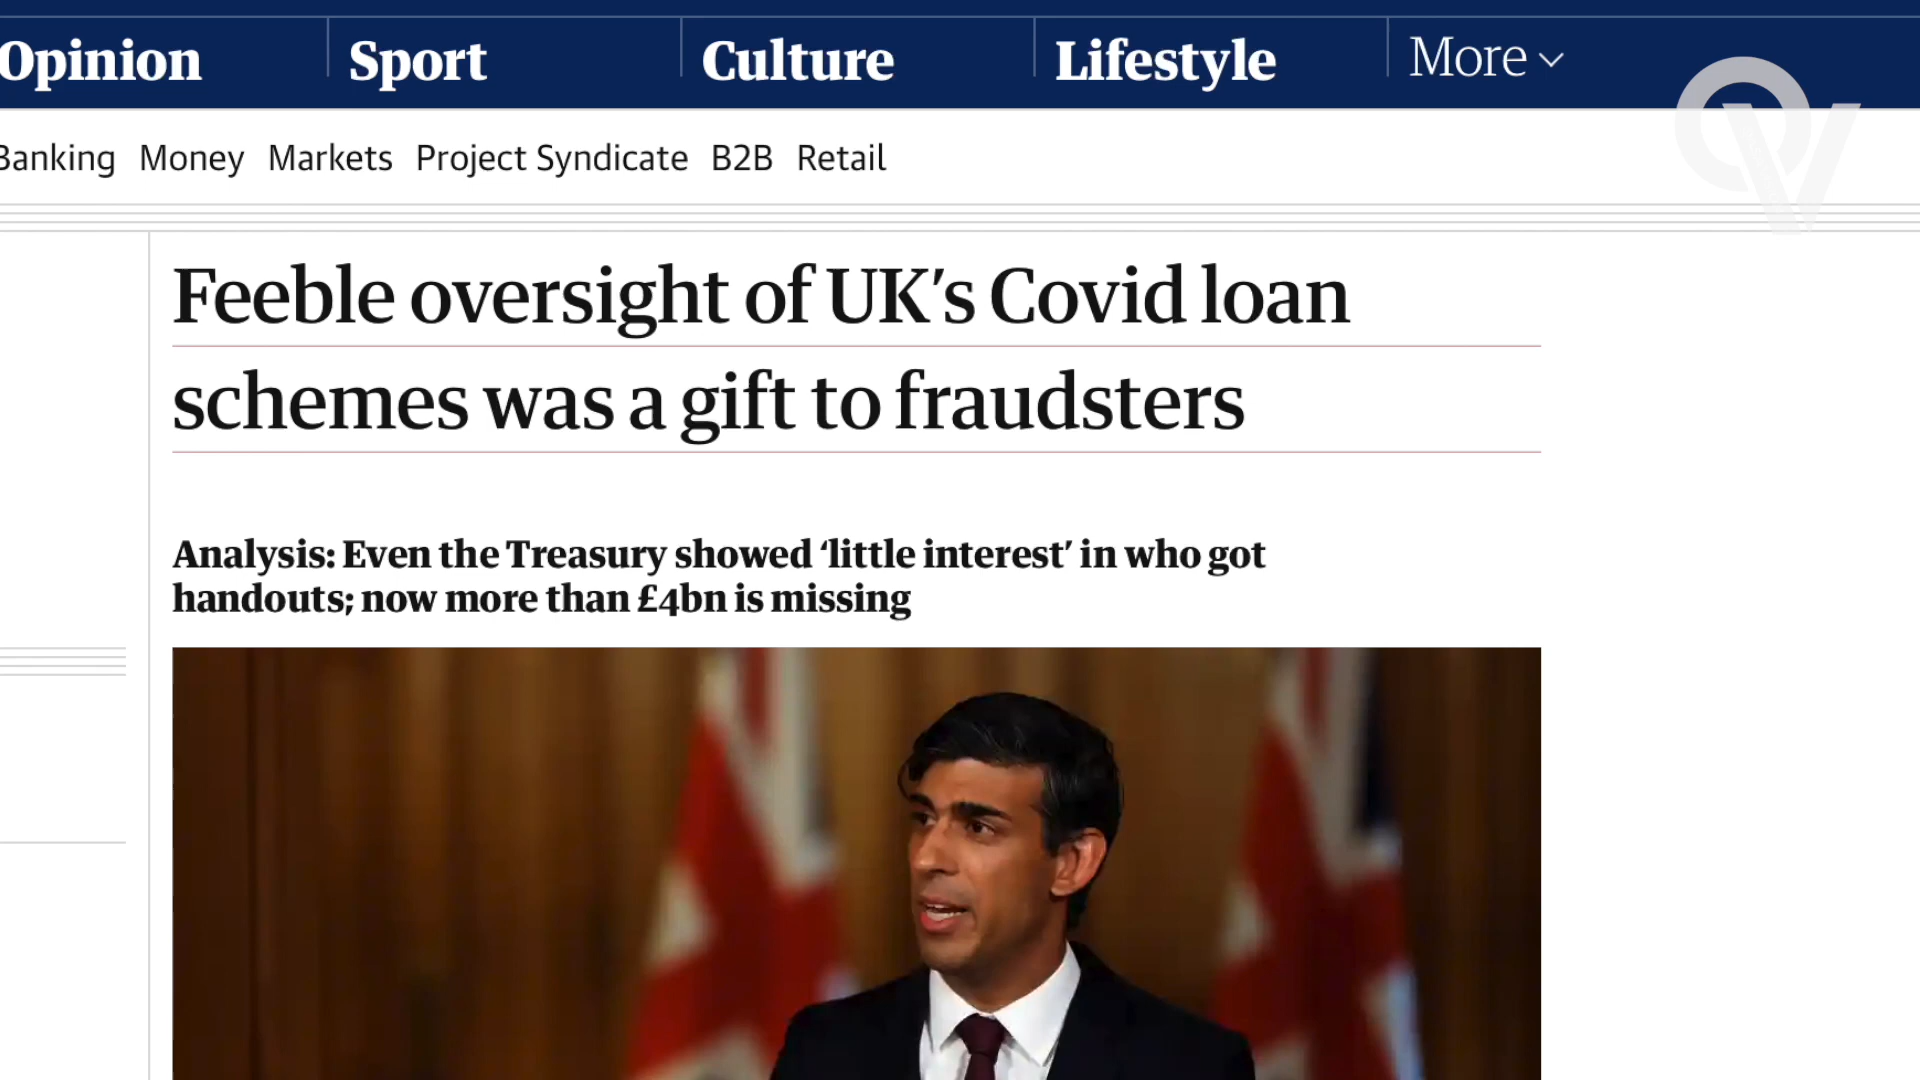 Opinion Sport Culture Lifestyle More
Banking Money Markets Project Syndicate B2B Retail
Feeble oversight of UK’s Covid loan
schemes was a gift to fraudsters
Analysis: Even the Treasury showed ‘little interest’ in who got
handouts; now more than £4bn is missing